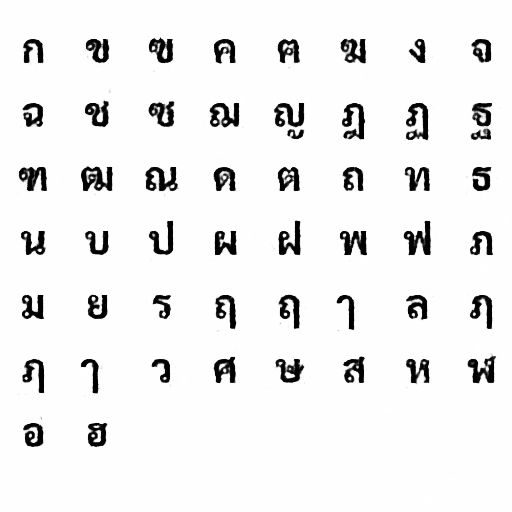 ก ข ฃ ค ฅ ฆ ง จ
ฉ ช ซ ฌ ญ ฎ ฏ ฐ
ฑ ฒ ณ ด ต ถ ท ธ
น บ ป ผ ฝ พ ฟ ภ
ม ย ร ฤ ฤ ๅ ล ฦ
ฦ ๅ ว ศ ษ ส ห ฬ
อ ฮ